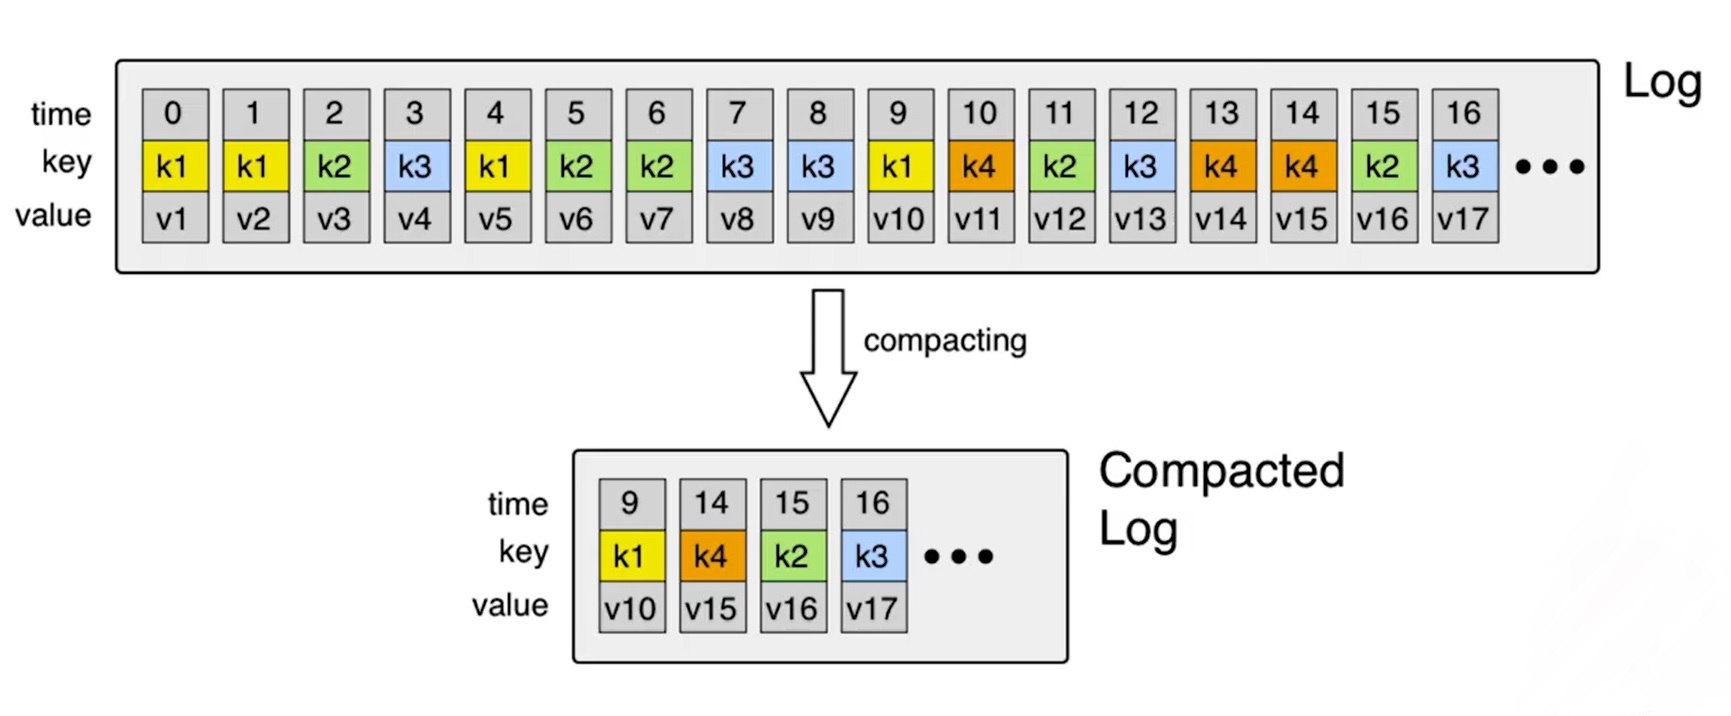 Log
time 0 1 2 3 4 5 6 7 8 9 10 11 12 13 14 15 16
key k1 k1 k2 k3 k1 k2 k2 k3 k3 k1 k4 k2 k3 k4 k4 k2 k3 •••
value v1 v2 v3 v4 v5 v6 v7 v8 v9 v10 v11 v12 v13 v14 v15 v16 v17
compacting
Compacted
Log
time 9 14 15 16
key k1 k4 k2 k3 •••
value v10 v15 v16 v17